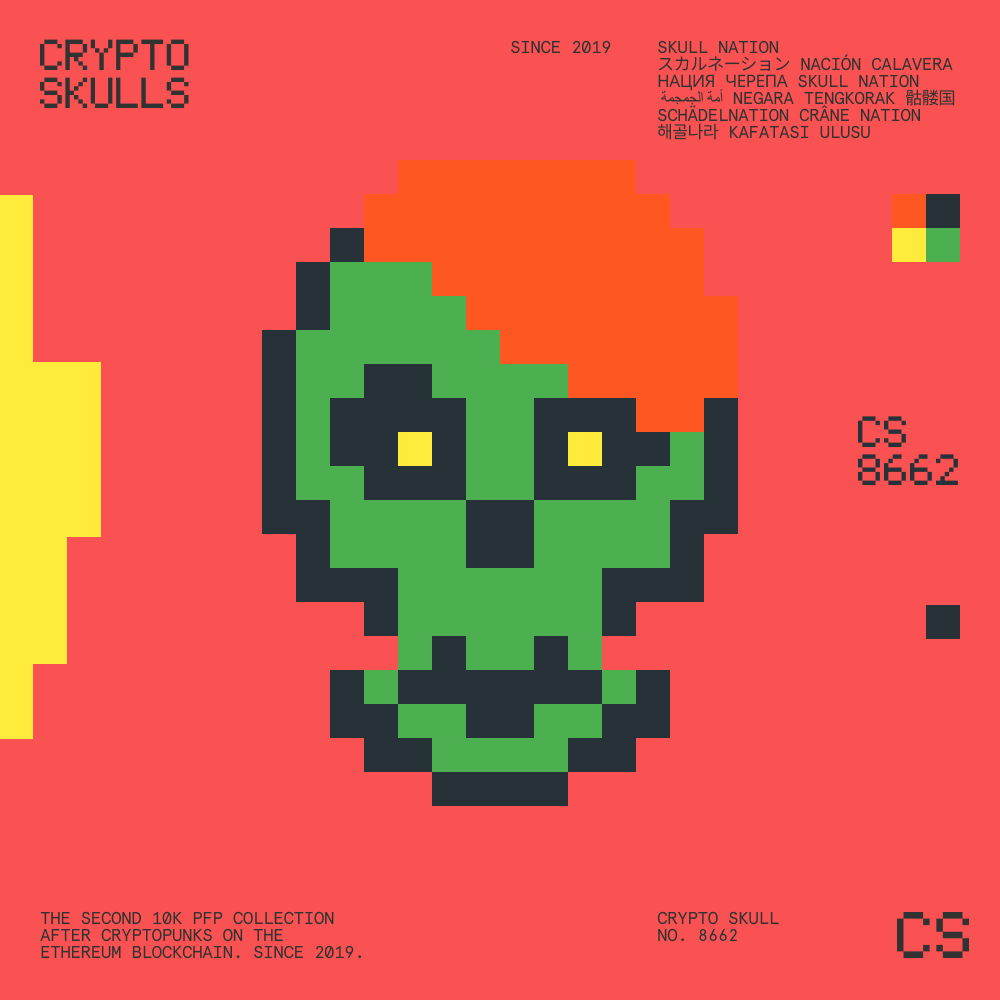 CRYPTO
SKULLS
SINCE 2019
SKULL NATION
スカルネーション NACIÓN CALAVERA
НАЦИЯ ЧЕРЕПА SKULL NATION
أمة الجمجمة NEGARA TENGKORAK 骷髅国
SCHÄDELNATION CRÂNE NATION
해골나라 KAFATASI ULUSU
CS
8662
THE SECOND 10K PFP COLLECTION
AFTER CRYPTOPUNKS ON THE
ETHEREUM BLOCKCHAIN. SINCE 2019.
CRYPTO SKULL
NO. 8662
CS